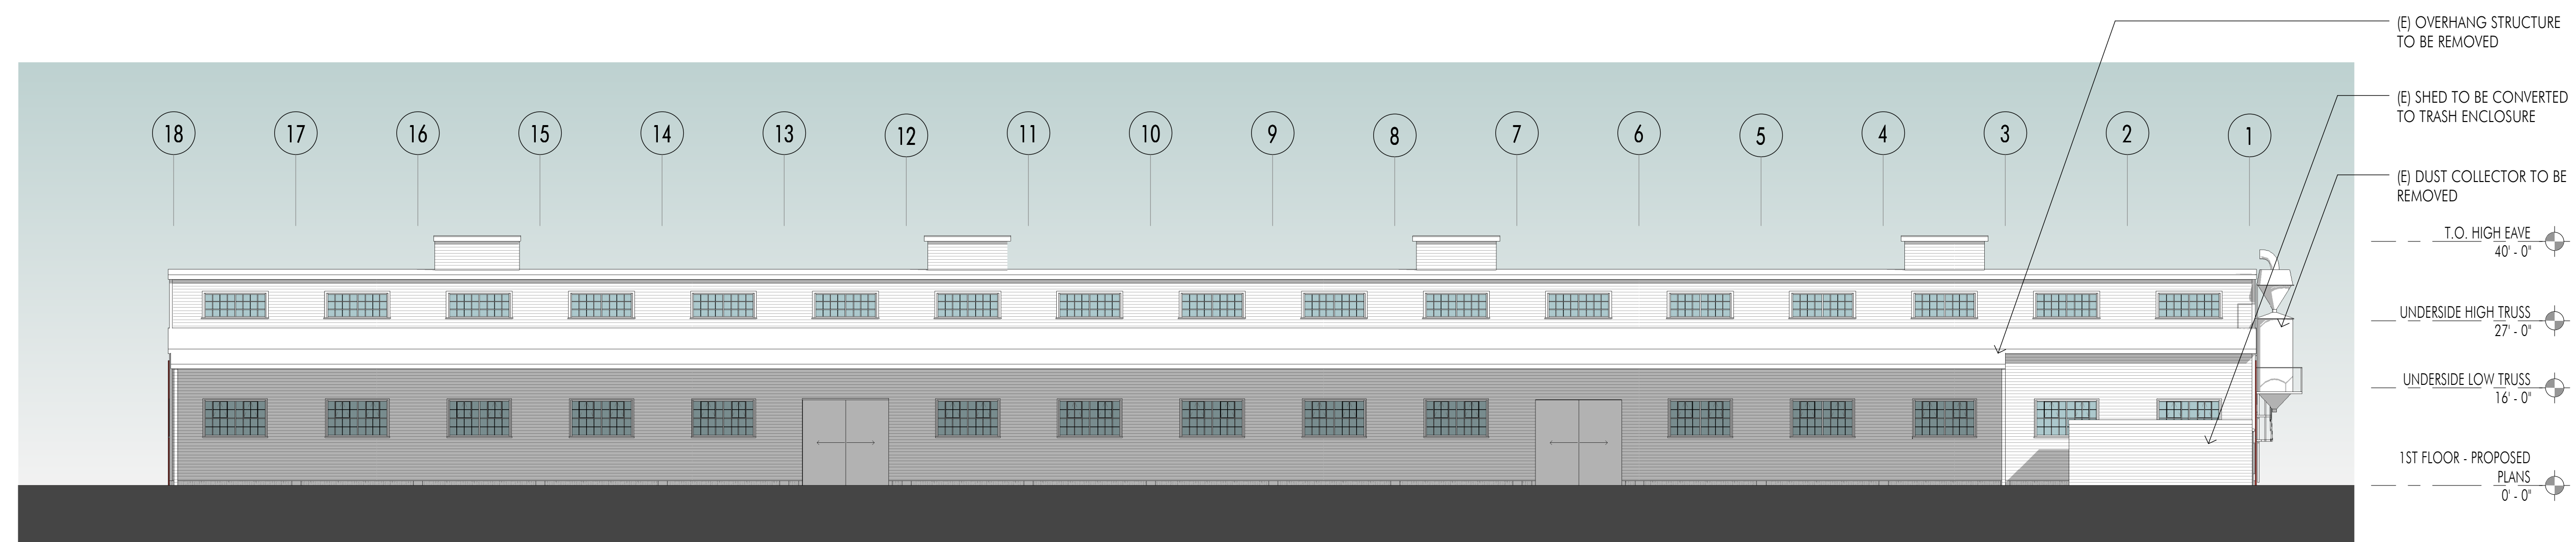 (E) OVERHANG STRUCTURE
TO BE REMOVED
(E) SHED TO BE CONVERTED
TO TRASH ENCLOSURE
18 17 16 15 14 13 12 11 10 9 8 7 6 5 4 3 2 1
(E) DUST COLLECTOR TO BE
REMOVED
T.O. HIGH EAVE
40' - 0"
UNDERSIDE HIGH TRUSS
27' - 0"
UNDERSIDE LOW TRUSS
16' - 0"
1ST FLOOR - PROPOSED
PLANS
0' - 0"